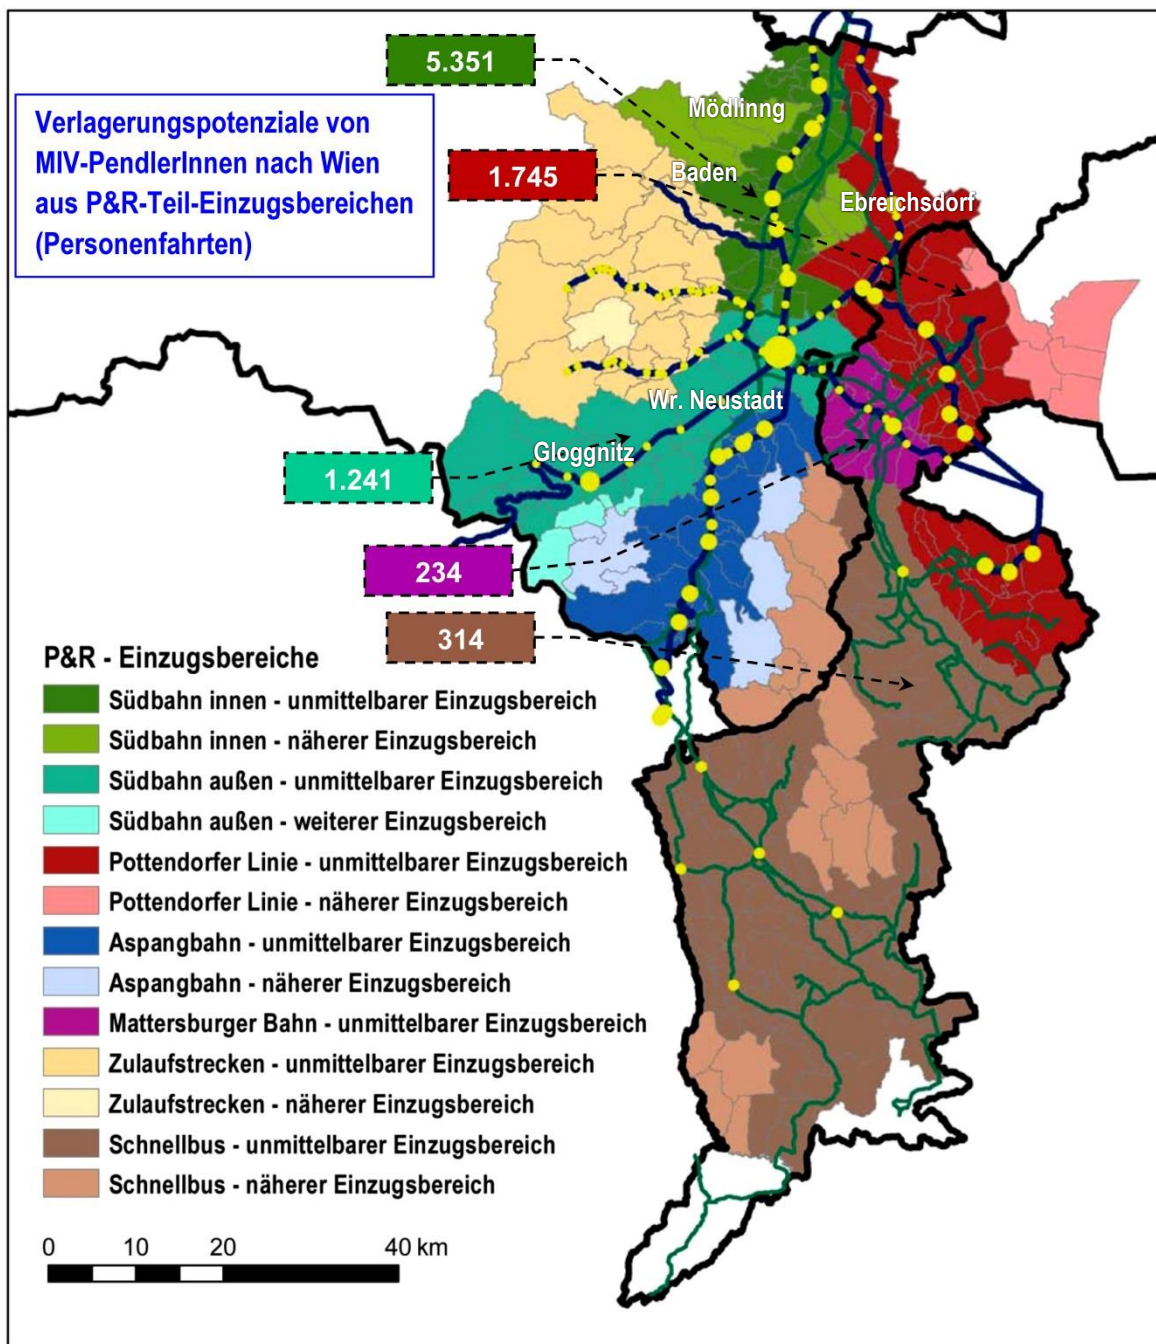 5.351
Verlagerungspotenziale von
MIV-PendlerInnen nach Wien
aus P&R-Teil-Einzugsbereichen
(Personenfahrten)
Mödlinng
1.745
Baden
Ebreichsdorf
Wr. Neustadt
Gloggnitz
1.241
234
314
P&R - Einzugsbereiche
Südbahn innen - unmittelbarer Einzugsbereich
Südbahn innen - näherer Einzugsbereich
Südbahn außen - unmittelbarer Einzugsbereich
Südbahn außen - weiterer Einzugsbereich
Pottendorfer Linie - unmittelbarer Einzugsbereich
Pottendorfer Linie - näherer Einzugsbereich
Aspangbahn - unmittelbarer Einzugsbereich
Aspangbahn - näherer Einzugsbereich
Mattersburger Bahn - unmittelbarer Einzugsbereich
Zulaufstrecken - unmittelbarer Einzugsbereich
Zulaufstrecken - näherer Einzugsbereich
Schnellbus - unmittelbarer Einzugsbereich
Schnellbus - näherer Einzugsbereich
0 10 20 40 km